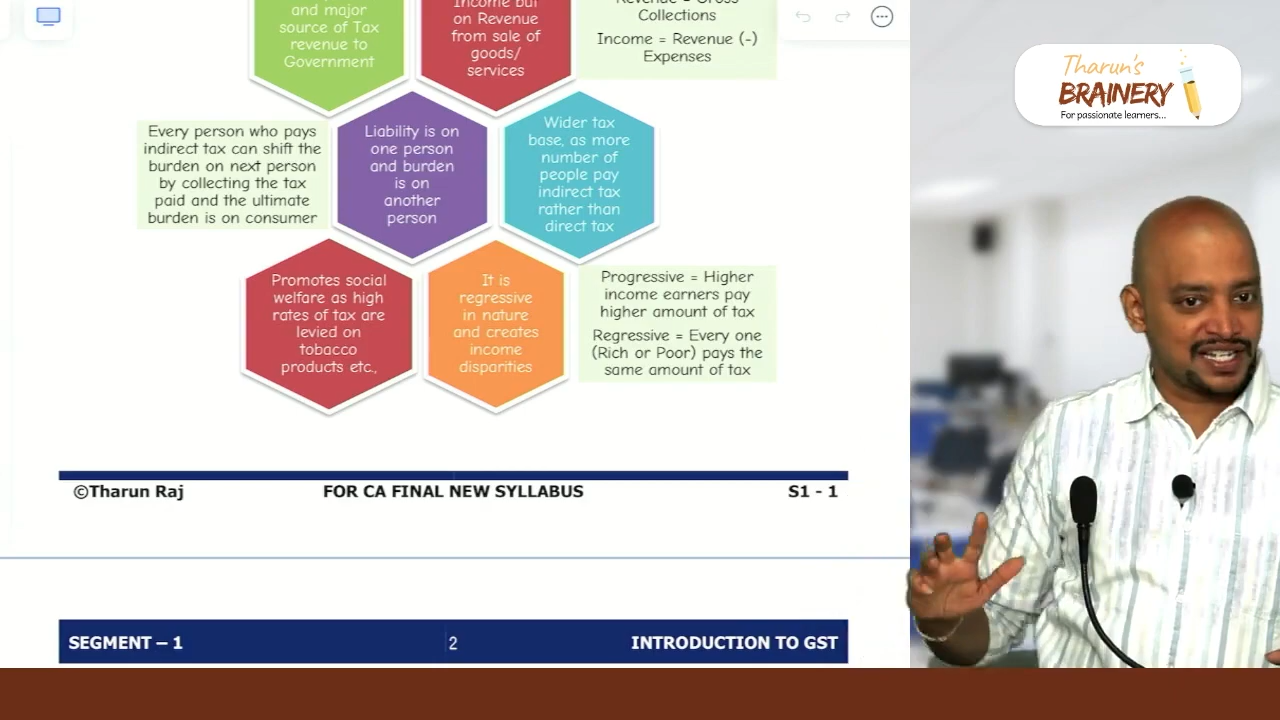 and major
source of Tax
revenue to
Government
Income but
on Revenue
from sale of
goods/
services
Revenue = Gross
Collections
Income = Revenue (-)
Expenses
Every person who pays
indirect tax can shift the
burden on next person
by collecting the tax
paid and the ultimate
burden is on consumer
Liability is on
one person
and burden
is on
another
person
Wider tax
base, as more
number of
people pay
indirect tax
rather than
direct tax
Promotes social
welfare as high
rates of tax are
levied on
tobacco
products etc.,
It is
regressive
in nature
and creates
income
disparities
Progressive = Higher
income earners pay
higher amount of tax
Regressive = Every one
(Rich or Poor) pays the
same amount of tax
©Tharun Raj FOR CA FINAL NEW SYLLABUS S1 - 1
SEGMENT – 1 2 INTRODUCTION TO GST
Tharun's
BRAINERY
For passionate learners...